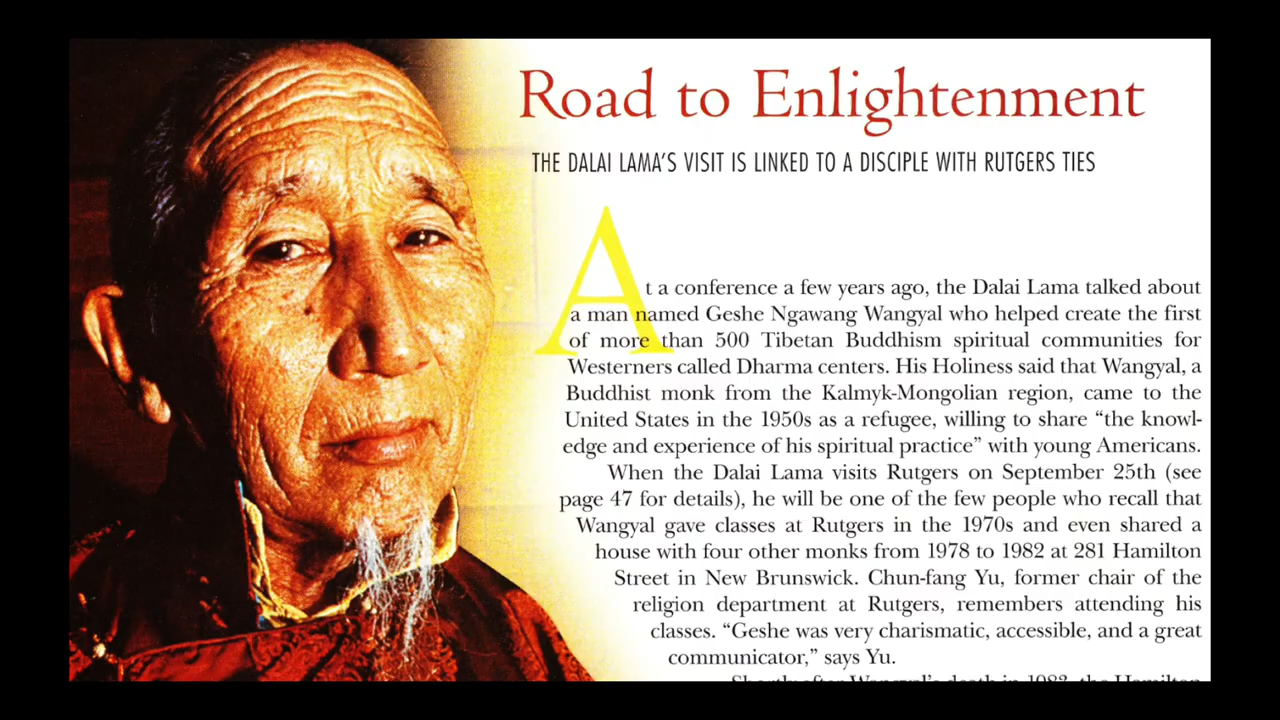 Road to Enlightenment
THE DALAI LAMA'S VISIT IS LINKED TO A DISCIPLE WITH RUTGERS TIES
At a conference a few years ago, the Dalai Lama talked about
a man named Geshe Ngawang Wangyal who helped create the first
of more than 500 Tibetan Buddhism spiritual communities for
Westerners called Dharma centers. His Holiness said that Wangyal, a
Buddhist monk from the Kalmyk-Mongolian region, came to the
United States in the 1950s as a refugee, willing to share “the knowl-
edge and experience of his spiritual practice” with young Americans.
When the Dalai Lama visits Rutgers on September 25th (see
page 47 for details), he will be one of the few people who recall that
Wangyal gave classes at Rutgers in the 1970s and even shared a
house with four other monks from 1978 to 1982 at 281 Hamilton
Street in New Brunswick. Chun-fang Yu, former chair of the
religion department at Rutgers, remembers attending his
classes. “Geshe was very charismatic, accessible, and a great
communicator,” says Yu.
Shortly after Wangyal's death in 1983, the Hamilton